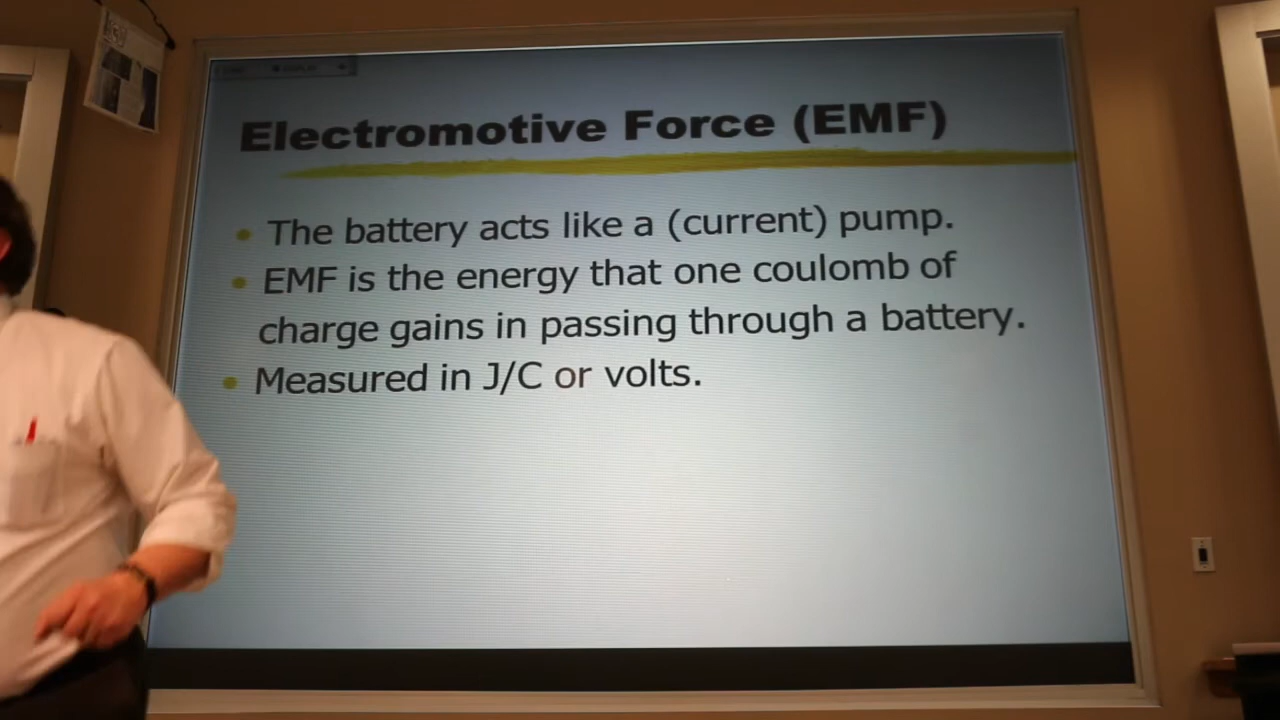 Electromotive Force (EMF)
• The battery acts like a (current) pump.
• EMF is the energy that one coulomb of
charge gains in passing through a battery.
• Measured in J/C or volts.